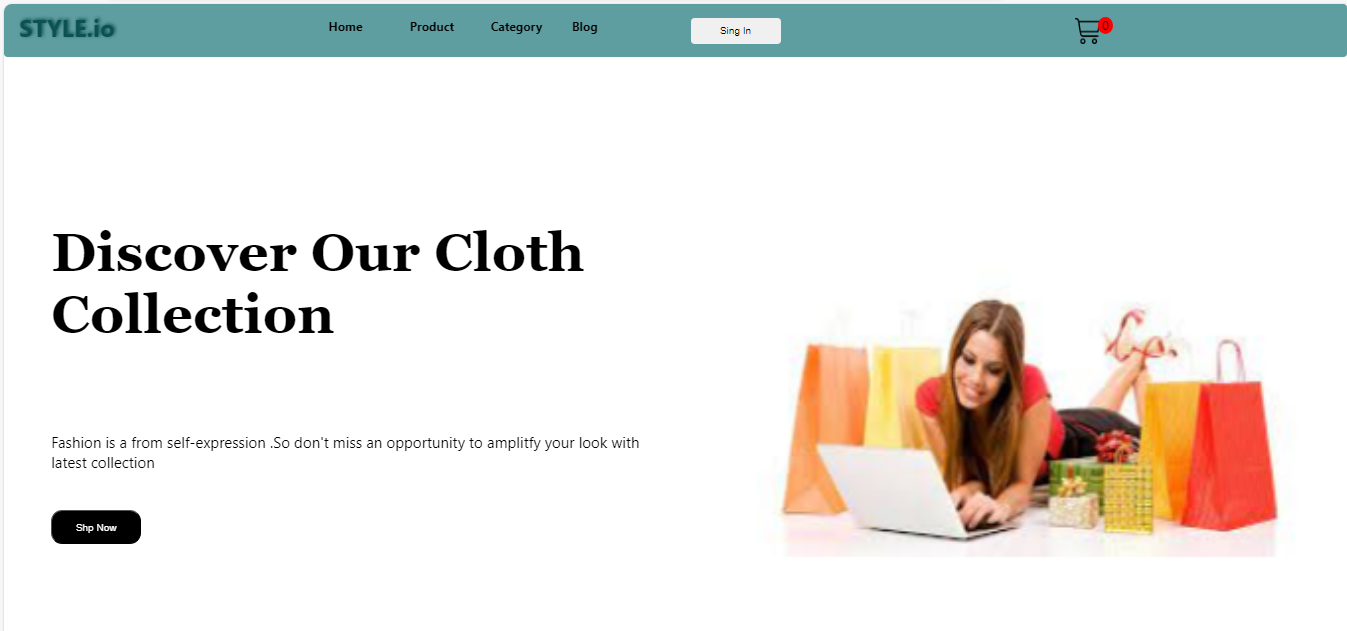 STYLE.io
Home
Product
Category
Blog
Sing In
0
Discover Our Cloth
Collection
Fashion is a from self-expression .So don't miss an opportunity to amplitfy your look with
latest collection
Shp Now